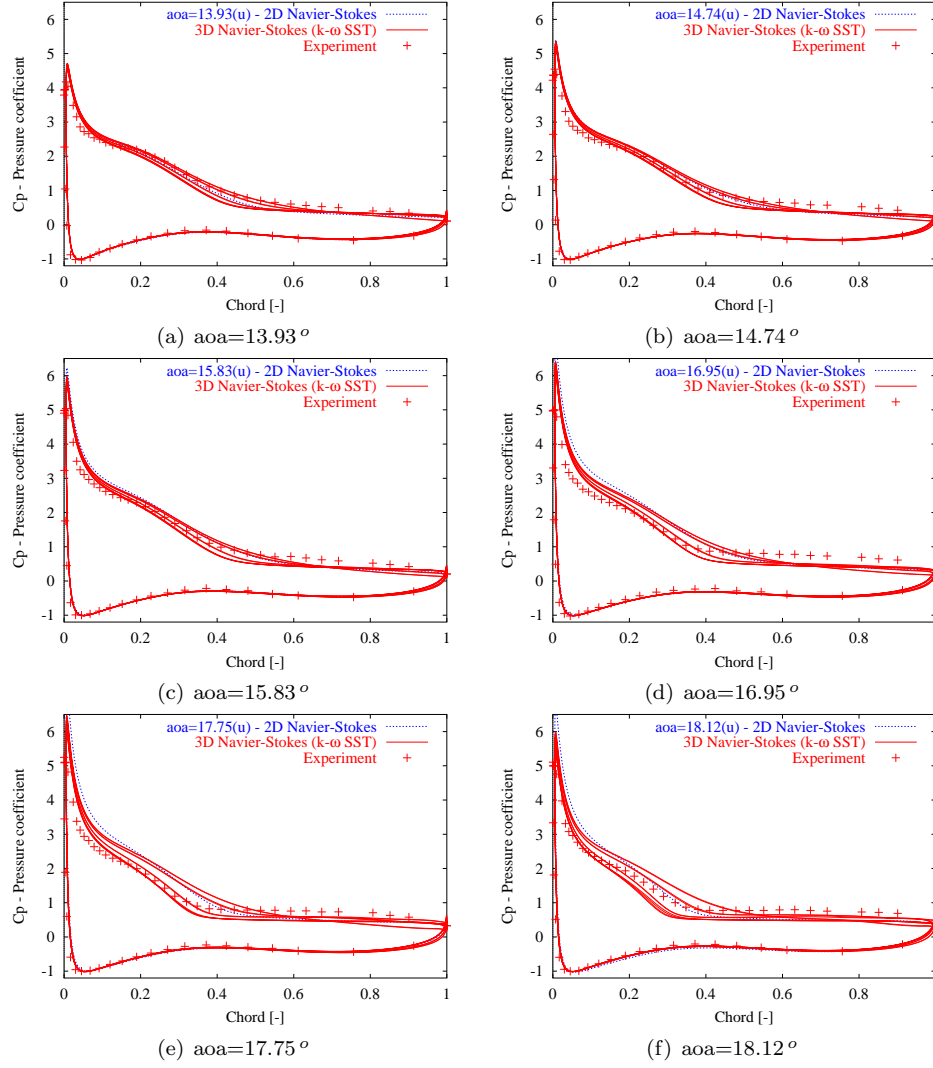 aoa=13.93(u) - 2D Navier-Stokes
3D Navier-Stokes (k-ω SST)
Experiment
Cp - Pressure coefficient
6
5
4
3
2
1
0
-1
0 0.2 0.4 0.6 0.8 1
Chord [-]
(a) aoa=13.93 °
aoa=14.74(u) - 2D Navier-Stokes
3D Navier-Stokes (k-ω SST)
Experiment
Cp - Pressure coefficient
6
5
4
3
2
1
0
-1
0 0.2 0.4 0.6 0.8
Chord [-]
(b) aoa=14.74 °
aoa=15.83(u) - 2D Navier-Stokes
3D Navier-Stokes (k-ω SST)
Experiment
Cp - Pressure coefficient
6
5
4
3
2
1
0
-1
0 0.2 0.4 0.6 0.8 1
Chord [-]
(c) aoa=15.83 °
aoa=16.95(u) - 2D Navier-Stokes
3D Navier-Stokes (k-ω SST)
Experiment
Cp - Pressure coefficient
6
5
4
3
2
1
0
-1
0 0.2 0.4 0.6 0.8
Chord [-]
(d) aoa=16.95 °
aoa=17.75(u) - 2D Navier-Stokes
3D Navier-Stokes (k-ω SST)
Experiment
Cp - Pressure coefficient
6
5
4
3
2
1
0
-1
0 0.2 0.4 0.6 0.8 1
Chord [-]
(e) aoa=17.75 °
aoa=18.12(u) - 2D Navier-Stokes
3D Navier-Stokes (k-ω SST)
Experiment
Cp - Pressure coefficient
6
5
4
3
2
1
0
-1
0 0.2 0.4 0.6 0.8
Chord [-]
(f) aoa=18.12 °